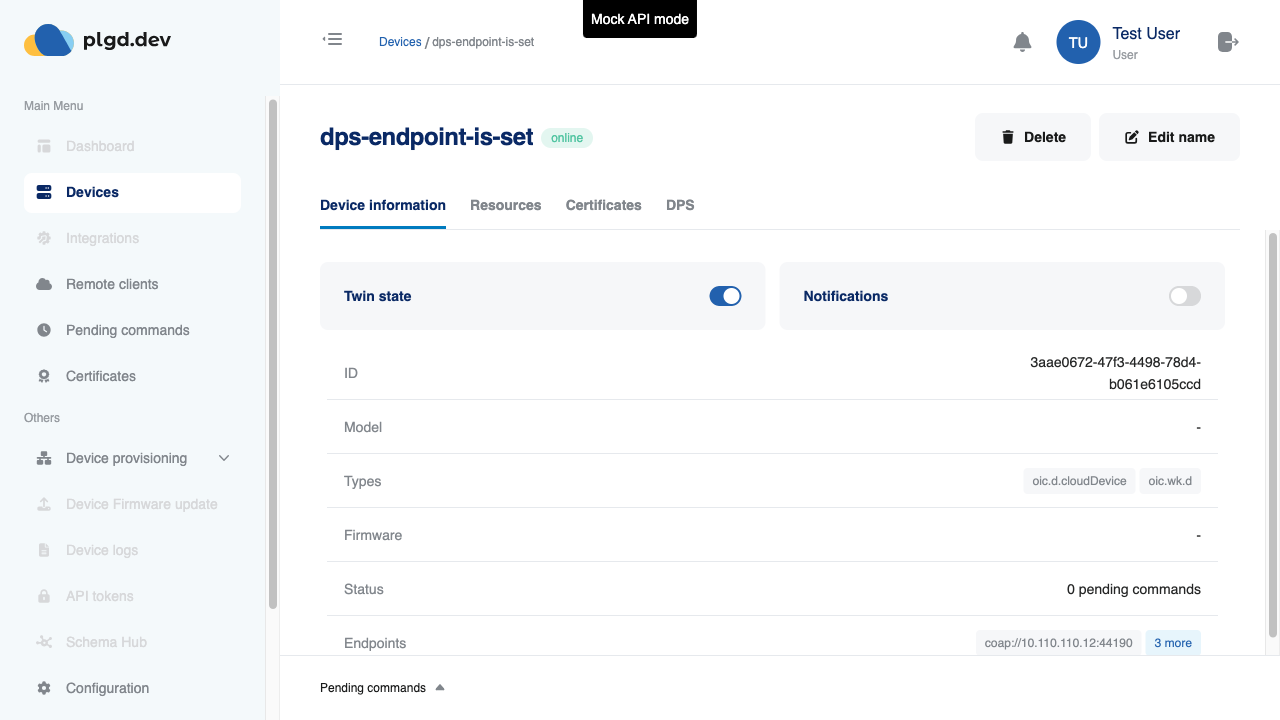 Mock API mode
plgd.dev
Devices / dps-endpoint-is-set
TU
Test User
User
Main Menu
Dashboard
Devices
Integrations
Remote clients
Pending commands
Certificates
Others
Device provisioning
Device Firmware update
Device logs
API tokens
Schema Hub
Configuration
dps-endpoint-is-set
online
Delete
Edit name
Device information
Resources
Certificates
DPS
Twin state
Notifications
ID
3aae0672-47f3-4498-78d4-
b061e6105ccd
Model
-
Types
oic.d.cloudDevice
oic.wk.d
Firmware
-
Status
0 pending commands
Endpoints
coap://10.110.110.12:44190
3 more
Pending commands